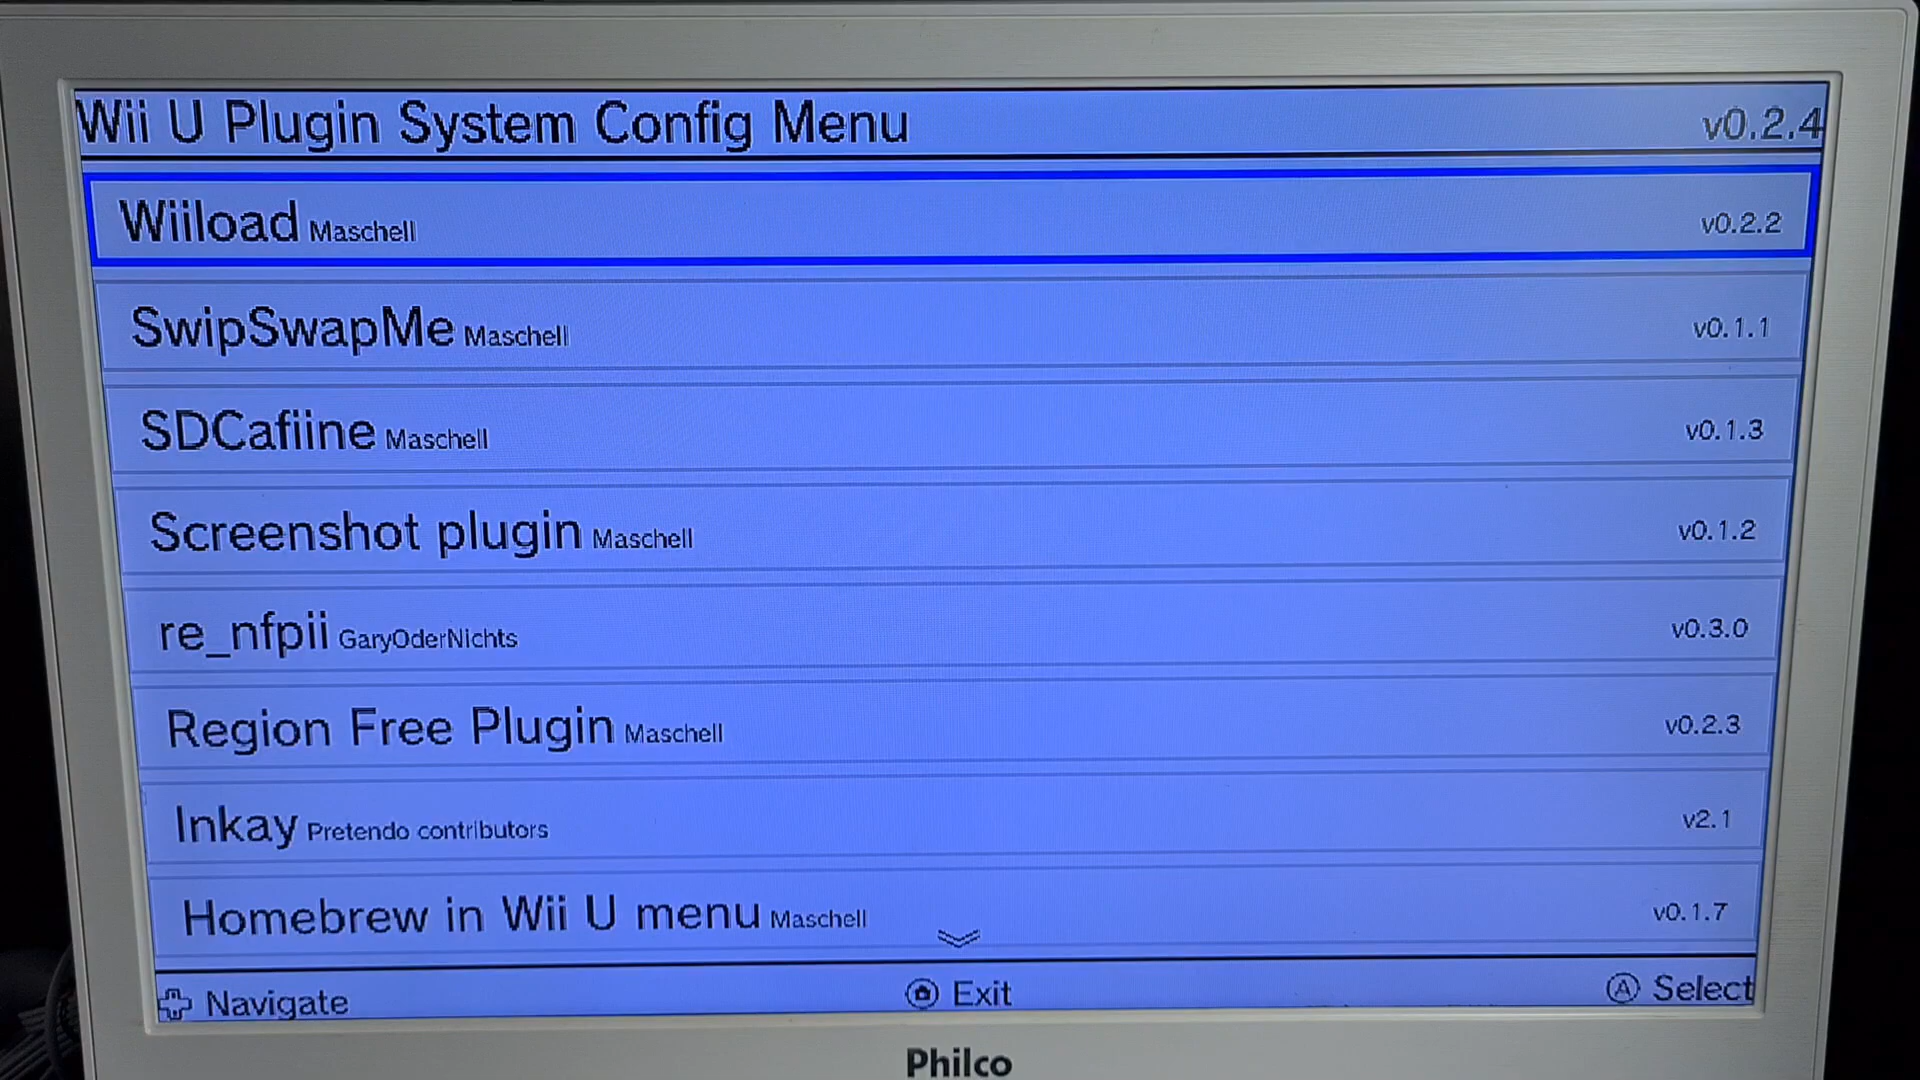 Wii U Plugin System Config Menu v0.2.4
Wiiload Maschell v0.2.2
SwipSwapMe Maschell v0.1.1
SDCafiine Maschell v0.1.3
Screenshot plugin Maschell v0.1.2
re_nfpii GaryOderNichts v0.3.0
Region Free Plugin Maschell v0.2.3
Inkay Pretendo contributors v2.1
Homebrew in Wii U menu Maschell v0.1.7
Navigate Exit A Select
Philco